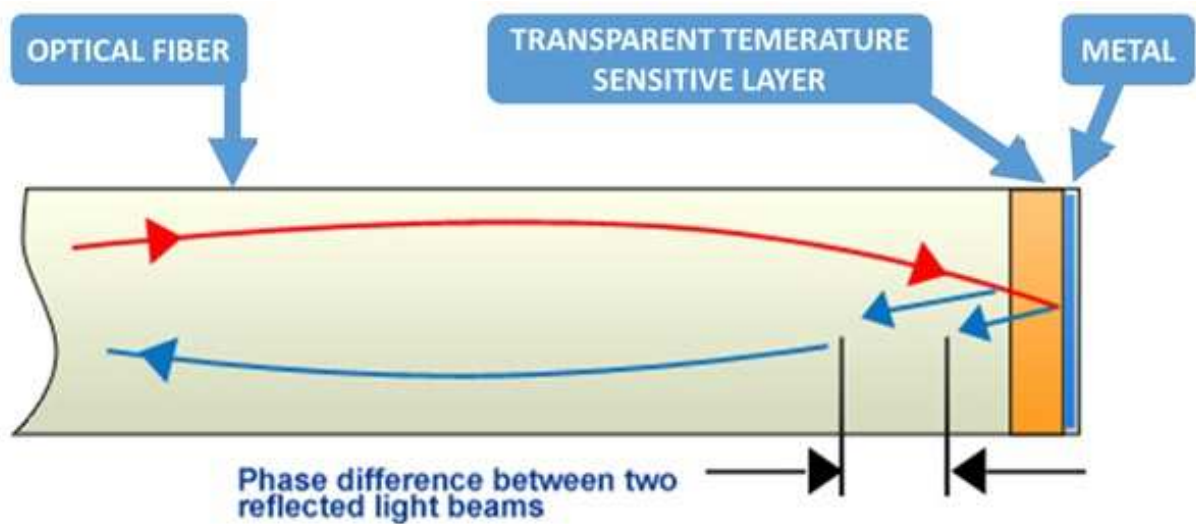 OPTICAL FIBER
TRANSPARENT TEMERATURE
SENSITIVE LAYER
METAL
Phase difference between two
reflected light beams